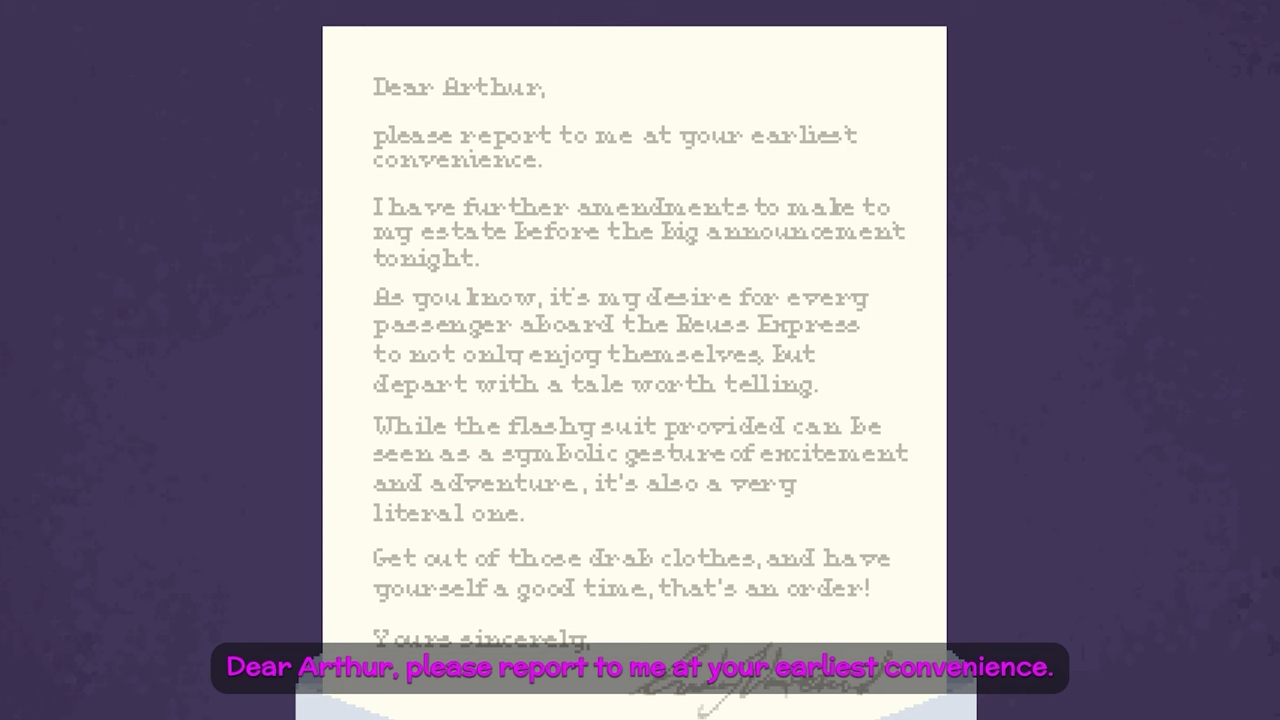 Dear Arthur,
please report to me at your earliest
convenience.
I have further amendments to make to
my estate before the big announcement
tonight.
As you know, it's my desire for every
passenger aboard the Reuss Express
to not only enjoy themselves, but
depart with a tale worth telling.
While the flashy suit provided can be
seen as a symbolic gesture of excitement
and adventure, it's also a very
literal one.
Get out of those drab clothes, and have
yourself a good time, that's an order!
Yours sincerely,
Dear Arthur, please report to me at your earliest convenience.